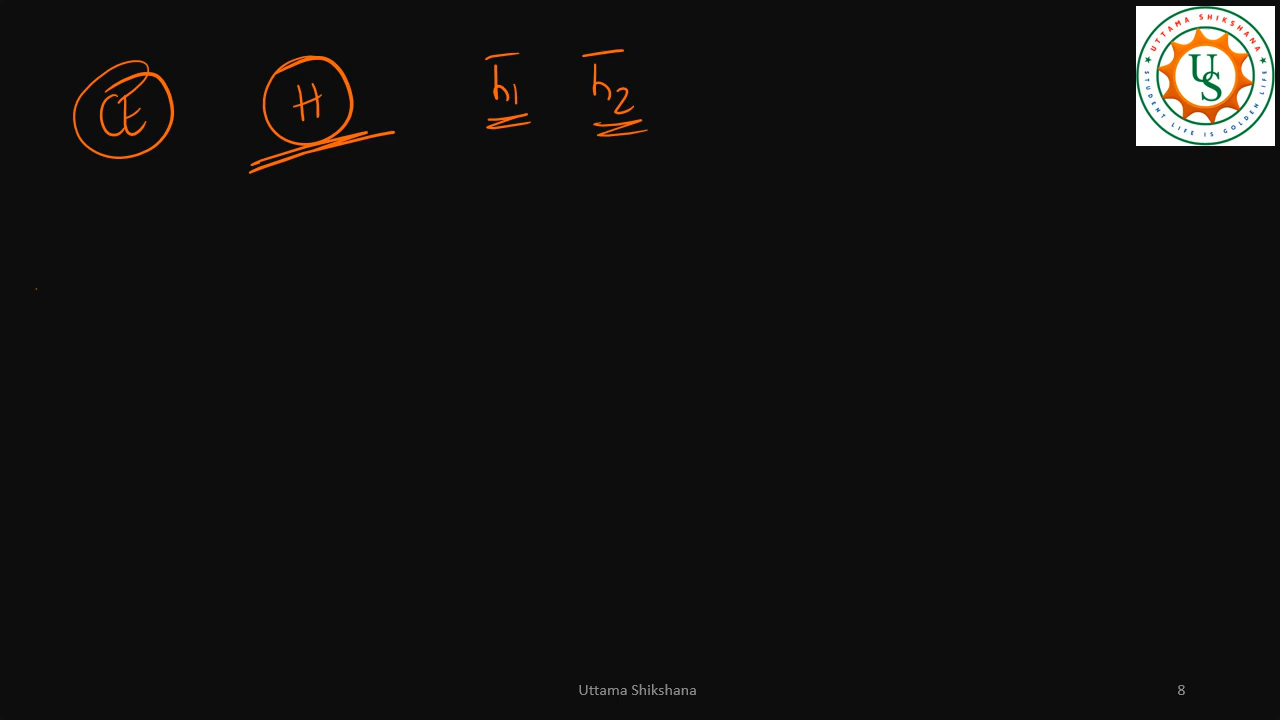 CE H h1 h2
UTTAMA SHIKSHANA
US
STUDENT LIFE IS GOLDEN LIFE
Uttama Shikshana 8